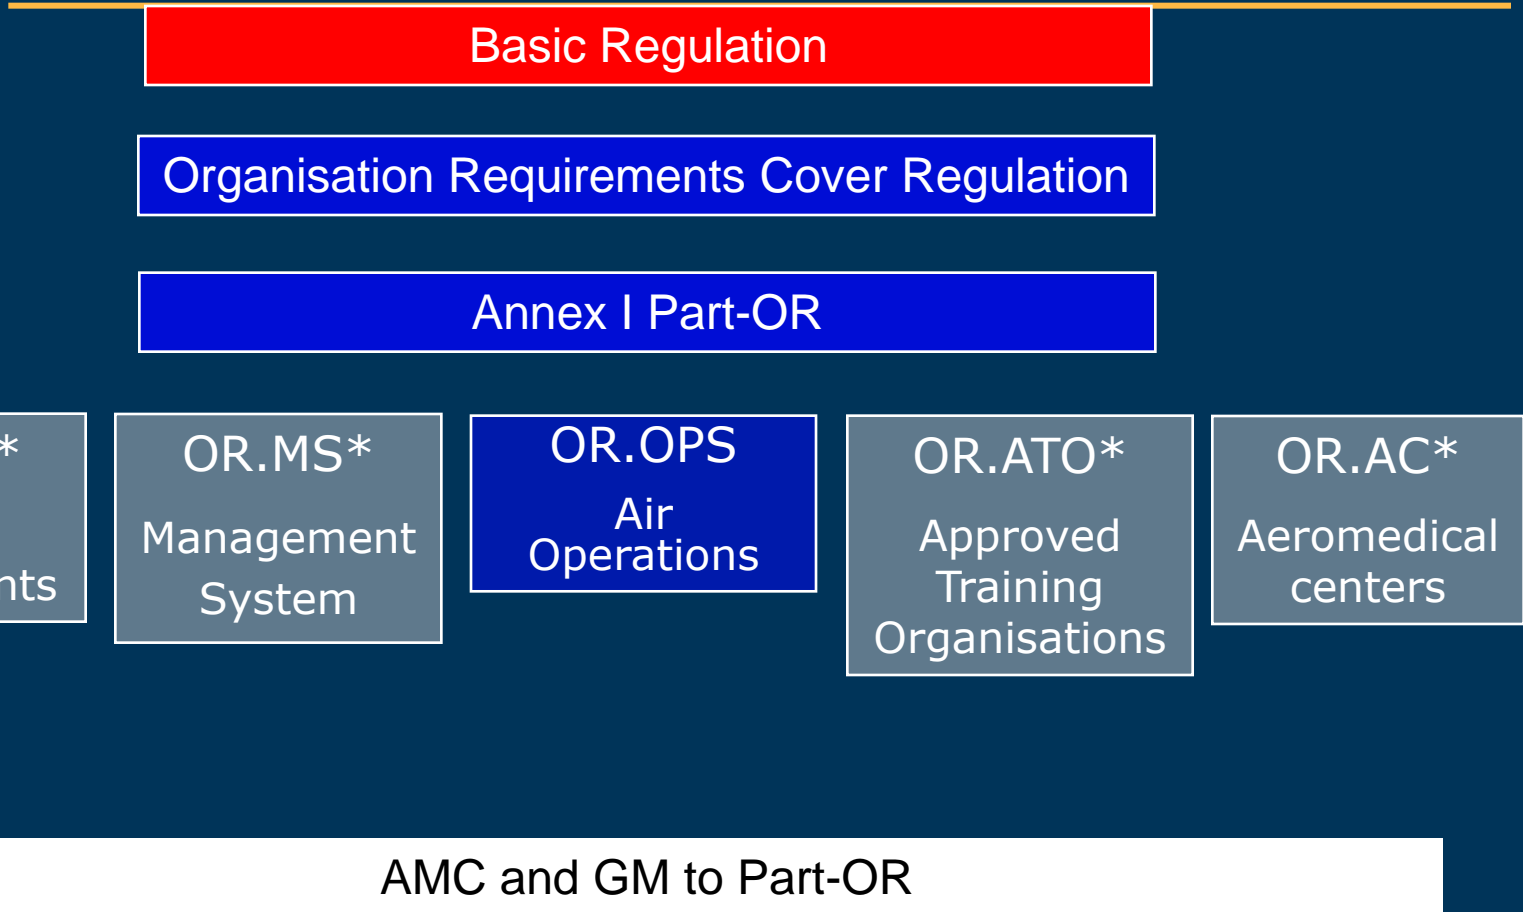 Basic Regulation
Organisation Requirements Cover Regulation
Annex I Part-OR
*
nts
OR.MS*
Management
System
OR.OPS
Air
Operations
OR.ATO*
Approved
Training
Organisations
OR.AC*
Aeromedical
centers
AMC and GM to Part-OR